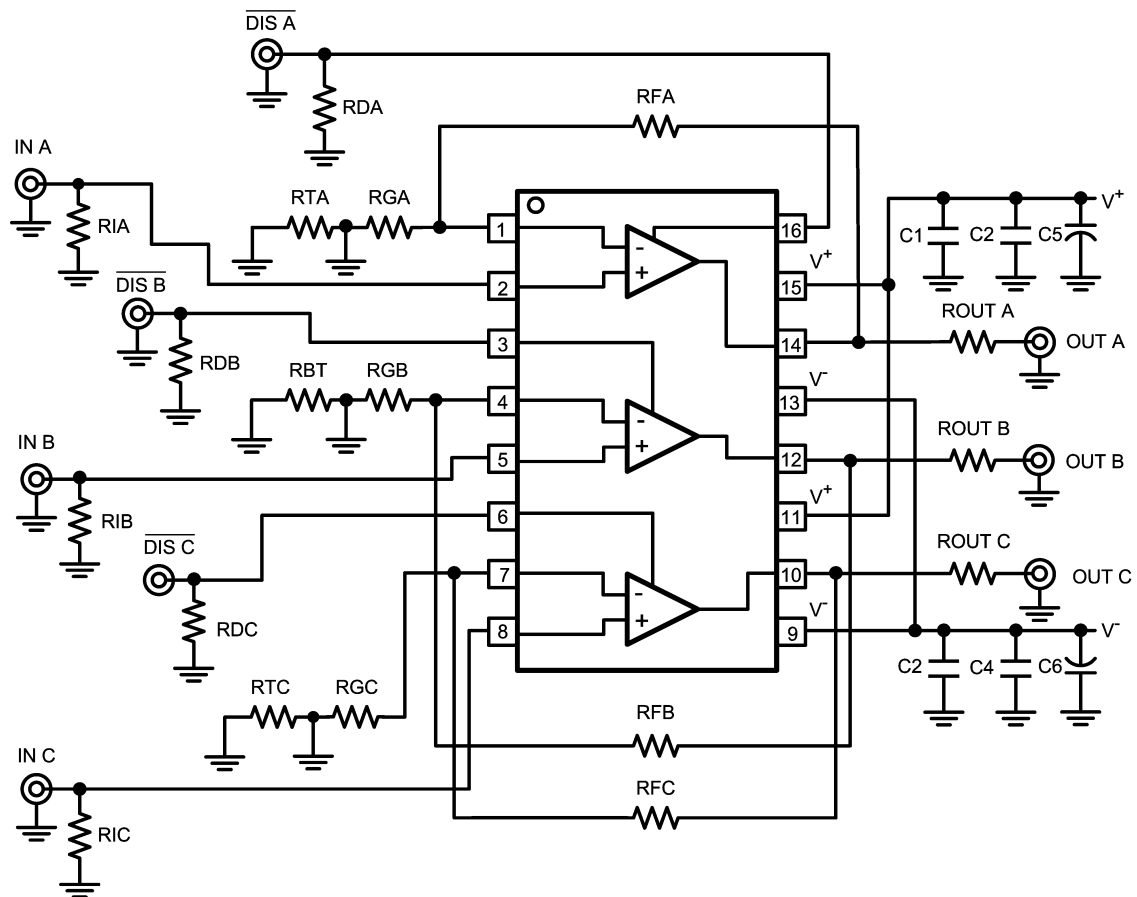 DIS A
RDA
RFA
IN A
RIA
RTA
RGA
1
16
V+
C1
C2
C5
V+
2
15
DIS B
RDB
3
14
ROUT A
OUT A
RBT
RGB
4
V-
13
IN B
RIB
5
12
ROUT B
OUT B
6
V+
11
DIS C
RDC
7
10
ROUT C
OUT C
8
V-
9
V-
C2
C4
C6
RTC
RGC
RFB
IN C
RIC
RFC
-
+
-
+
-
+